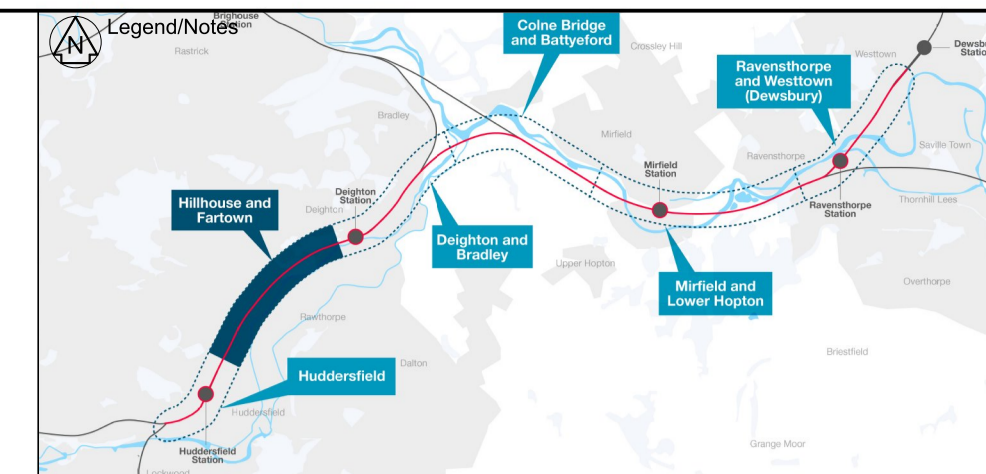 Legend/Notes
N
Brighouse
Station
Rastrick
Colne Bridge
and Battyeford
Crossley Hill
Westtown
Ravensthorpe
and Westtown
(Dewsbury)
Bradley
Mirfield
Ravensthorpe
Saville Town
Mirfield
Station
Deighton
Station
Deighton
Hillhouse and
Fartown
Ravensthorpe
Station
Thornhill Lees
Deighton and
Bradley
Upper Hopton
Mirfield and
Lower Hopton
Overthorpe
Rawthorpe
Briestfield
Dalton
Huddersfield
Huddersfield
Grange Moor
Huddersfield
Station
Lockwood